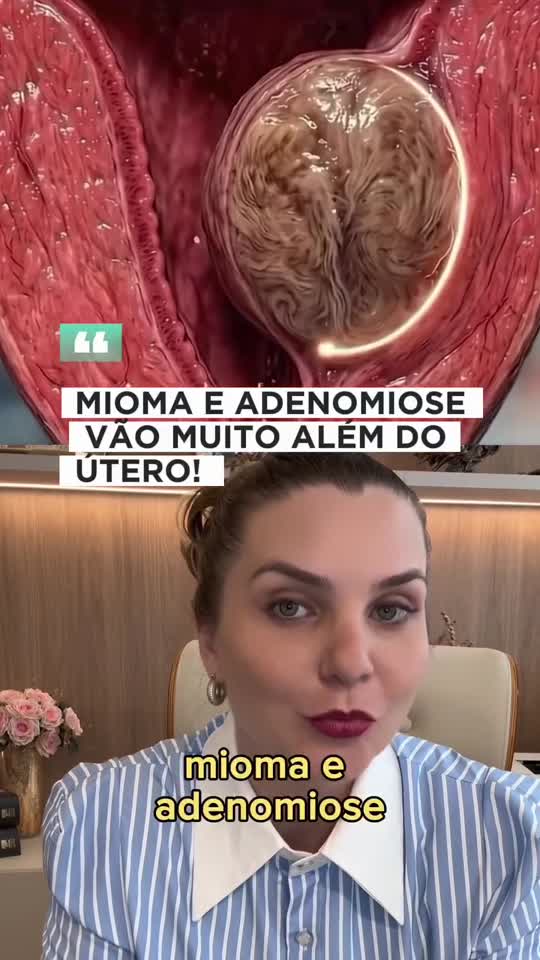 ❝
MIOMA E ADENOMIOSE
VÃO MUITO ALÉM DO
ÚTERO!
mioma e
adenomiose